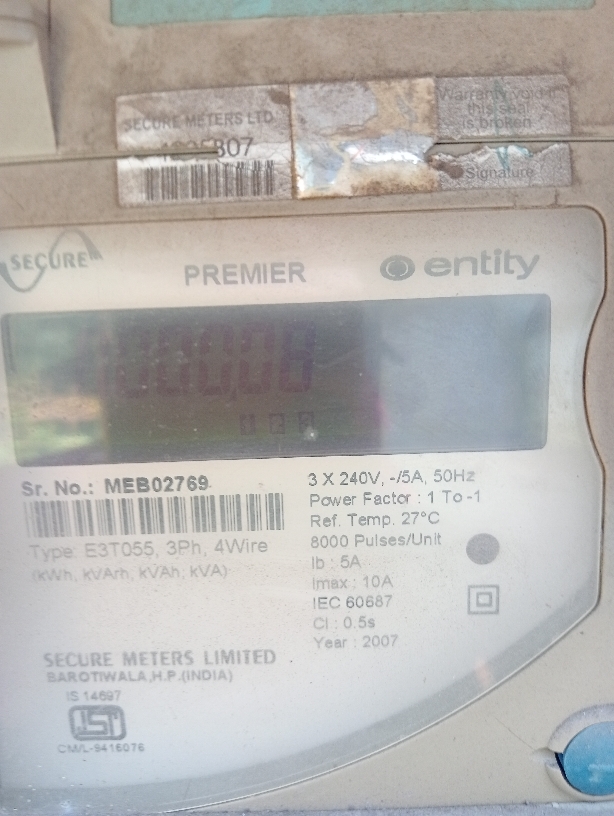 SECURE METERS LTD
Warranty void if
this seal
is broken
Signature
SECURE
PREMIER
entity
1 2 3
Sr. No.: MEB02769
3 X 240V, -/5A, 50Hz
Power Factor : 1 To -1
Ref. Temp. 27°C
8000 Pulses/Unit
Type: E3T055, 3Ph, 4Wire
(kWh, kVArh, kVAh, kVA)
Ib : 5A
Imax : 10A
IEC 60687
Cl : 0.5s
Year : 2007
SECURE METERS LIMITED
BAROTIWALA,H.P.(INDIA)
IS 14697
ISI
CM/L-9416076